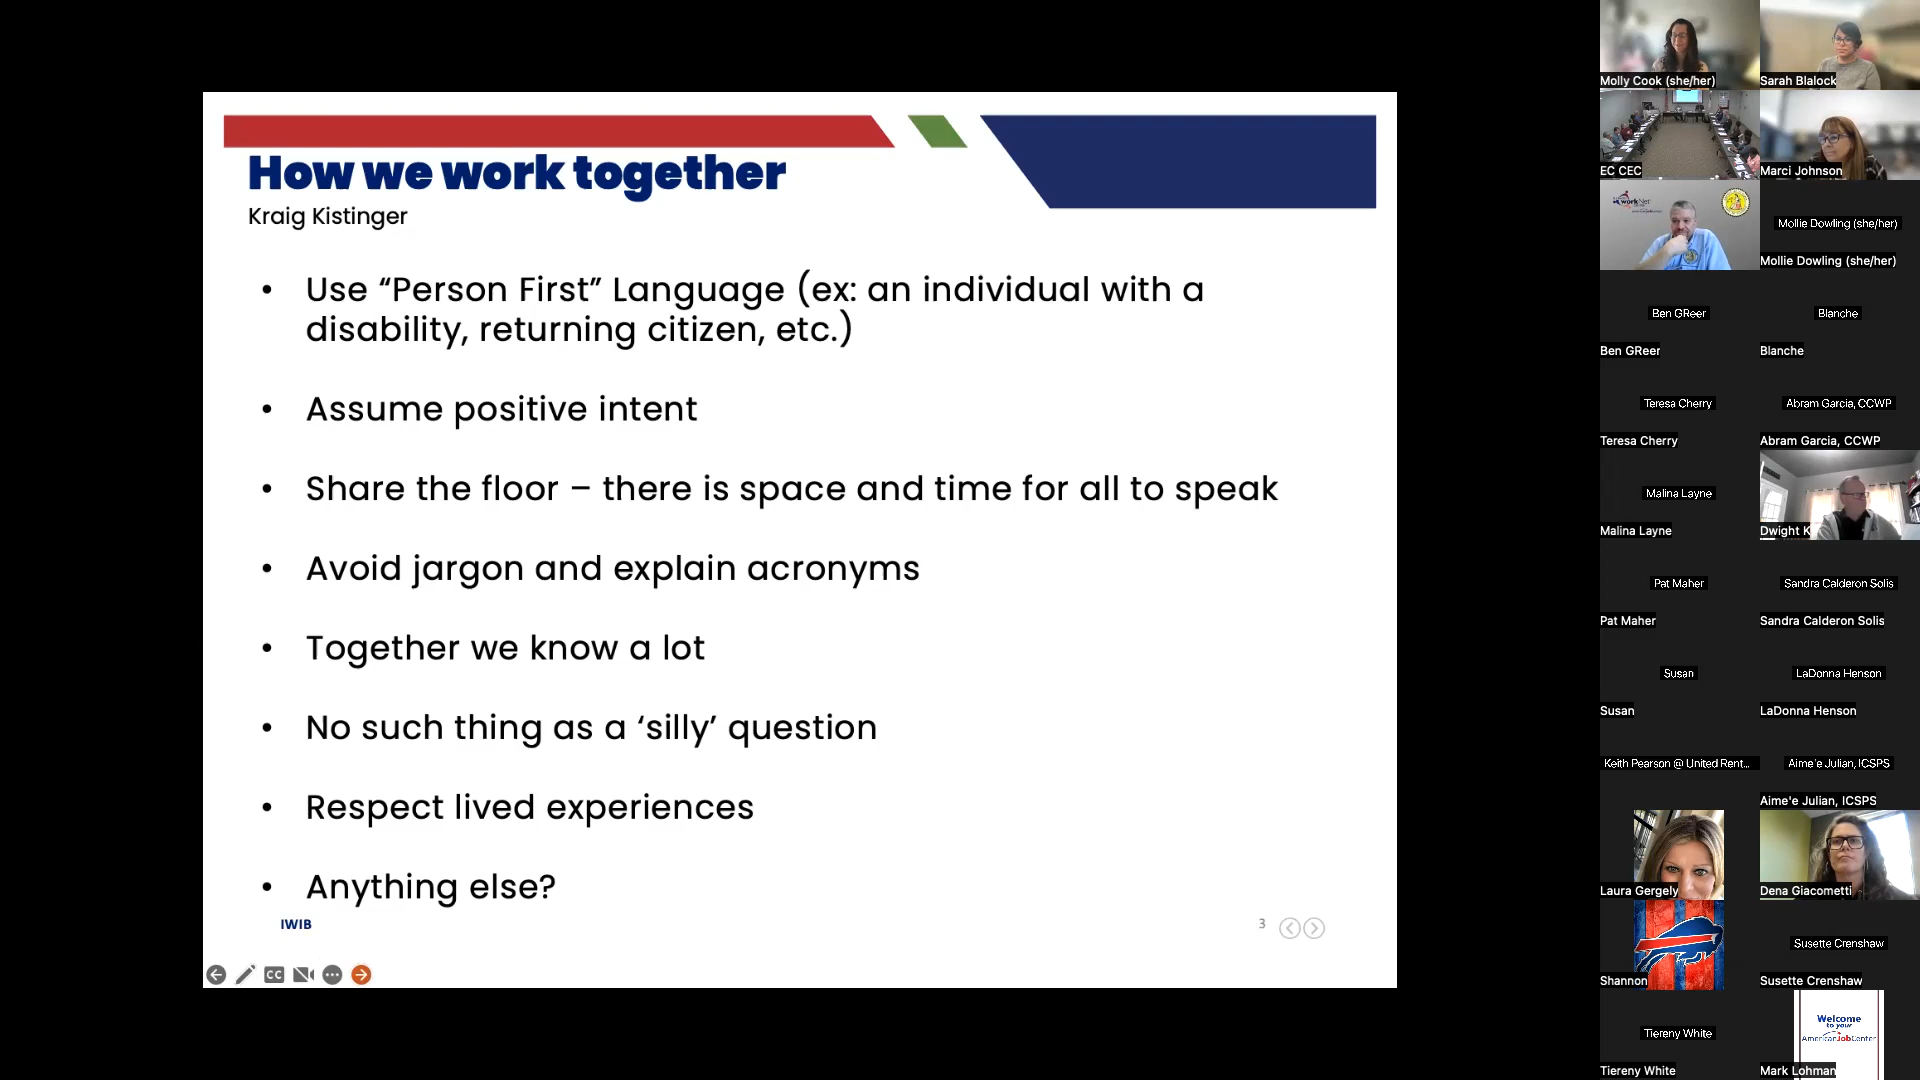 How we work together
Kraig Kistinger
• Use “Person First” Language (ex: an individual with a
disability, returning citizen, etc.)
• Assume positive intent
• Share the floor – there is space and time for all to speak
• Avoid jargon and explain acronyms
• Together we know a lot
• No such thing as a ‘silly’ question
• Respect lived experiences
• Anything else?
IWIB
3
CC
Molly Cook (she/her)
Sarah Blalock
EC CEC
Marci Johnson
workNet
Mollie Dowling (she/her)
Mollie Dowling (she/her)
Ben GReer
Blanche
Ben GReer
Blanche
Teresa Cherry
Abram Garcia, CCWP
Teresa Cherry
Abram Garcia, CCWP
Malina Layne
Malina Layne
Dwight K
Pat Maher
Sandra Calderon Solis
Pat Maher
Sandra Calderon Solis
Susan
LaDonna Henson
Susan
LaDonna Henson
Keith Pearson @ United Rent...
Aime'e Julian, ICSPS
Aime'e Julian, ICSPS
Laura Gergely
Dena Giacometti
Susette Crenshaw
Shannon
Susette Crenshaw
Tiereny White
Welcome
to your
AmericanJobCenter
Tiereny White
Mark Lohman